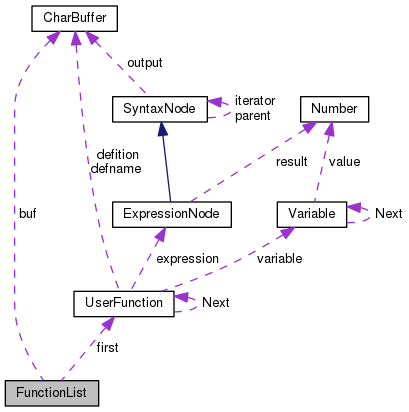 CharBuffer
output
iterator
parent
SyntaxNode
Number
defition
defname
result
value
buf
ExpressionNode
Variable
Next
expression
variable
UserFunction
Next
first
FunctionList